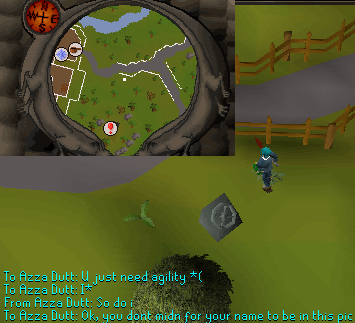 N
W E
To Azza Dutt: U just need agility *(
To Azza Dutt: I*
From Azza Dutt: So do i
To Azza Dutt: Ok, you dont midn for your name to be in this pic